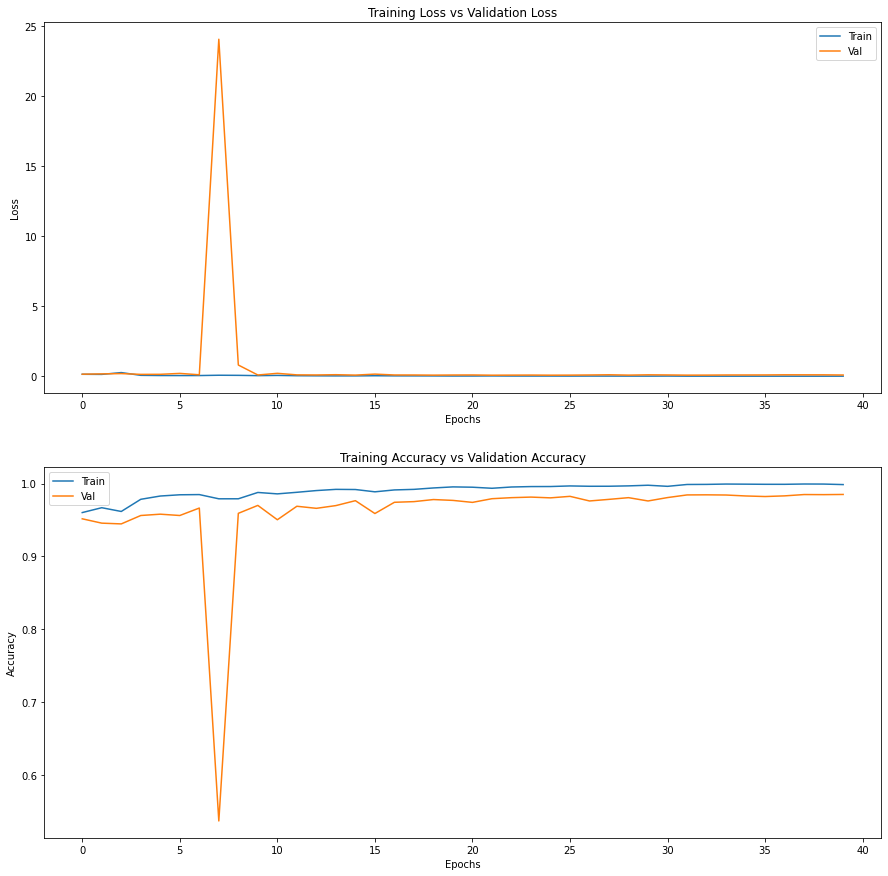 Training Loss vs Validation Loss
25
20
15
10
5
0
Loss
Train
Val
0 5 10 15 20 25 30 35 40
Epochs
Training Accuracy vs Validation Accuracy
1.0
0.9
0.8
0.7
0.6
Accuracy
Train
Val
0 5 10 15 20 25 30 35 40
Epochs